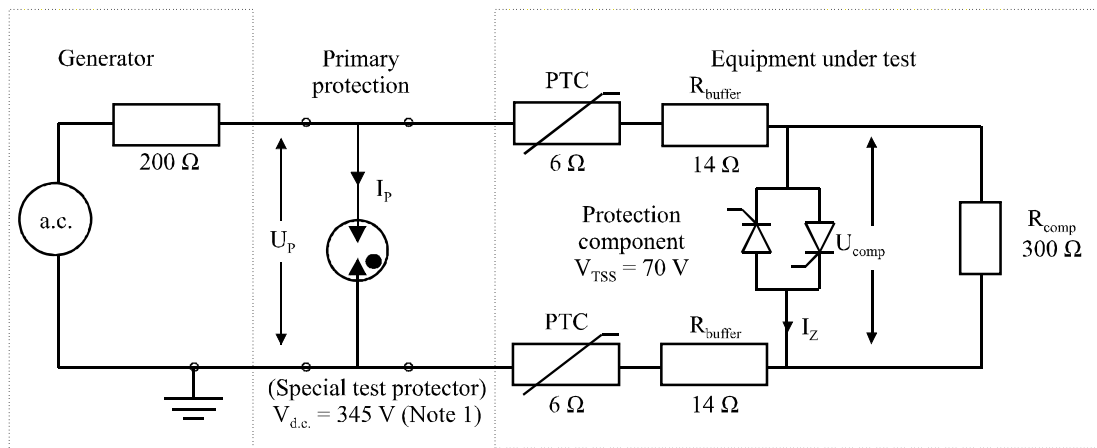 Generator
Primary
protection
Equipment under test
PTC
R_buffer
200 Ω
6 Ω
14 Ω
I_P
a.c.
U_P
Protection
component
V_TSS = 70 V
U_comp
R_comp
300 Ω
PTC
R_buffer
I_Z
(Special test protector)
V_d.c. = 345 V (Note 1)
6 Ω
14 Ω